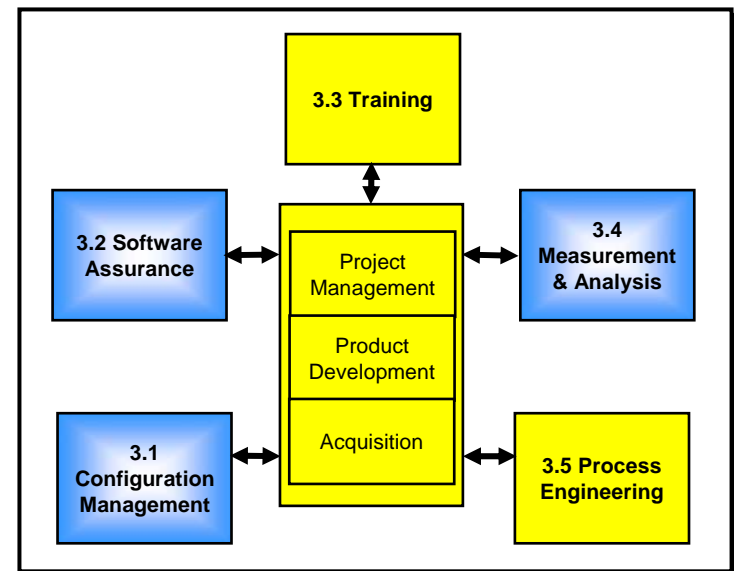 3.3 Training
3.2 Software
Assurance
Project
Management
3.4
Measurement
& Analysis
Product
Development
3.1
Configuration
Management
Acquisition
3.5 Process
Engineering